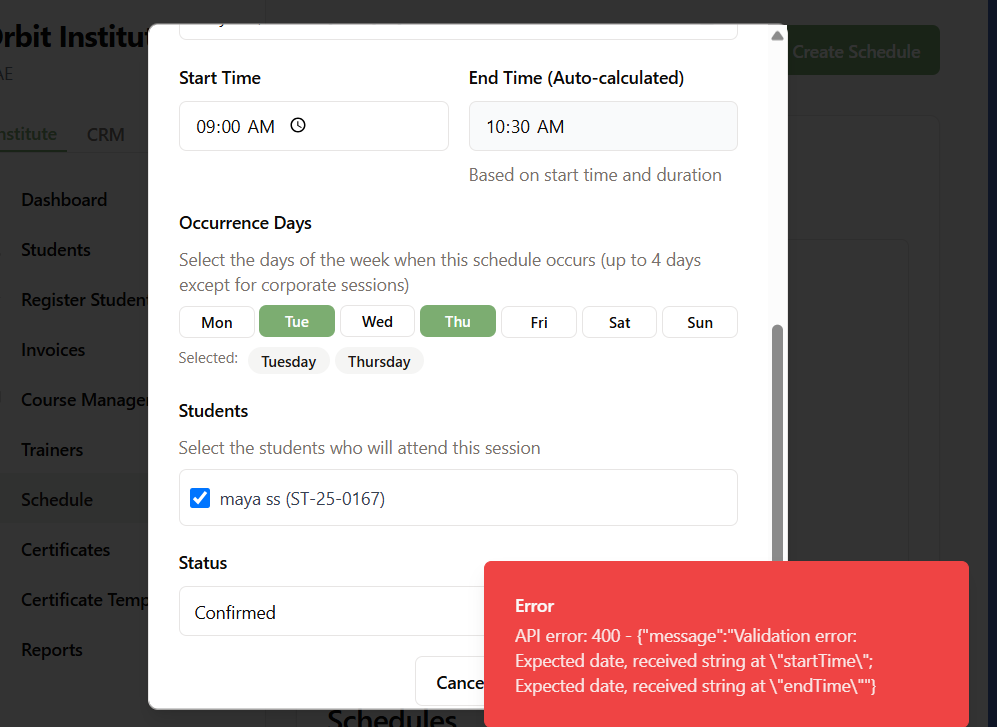 rbit Institut
AE
Create Schedule
nstitute CRM
Dashboard
Students
Register Studen
Invoices
Course Manager
Trainers
Schedule
Certificates
Certificate Temp
Reports
Start Time
End Time (Auto-calculated)
09:00 AM
10:30 AM
Based on start time and duration
Occurrence Days
Select the days of the week when this schedule occurs (up to 4 days
except for corporate sessions)
Mon Tue Wed Thu Fri Sat Sun
Selected: Tuesday Thursday
Students
Select the students who will attend this session
maya ss (ST-25-0167)
Status
Confirmed
Cance
Error
API error: 400 - {"message":"Validation error:
Expected date, received string at \"startTime\";
Expected date, received string at \"endTime\""}
Schedules